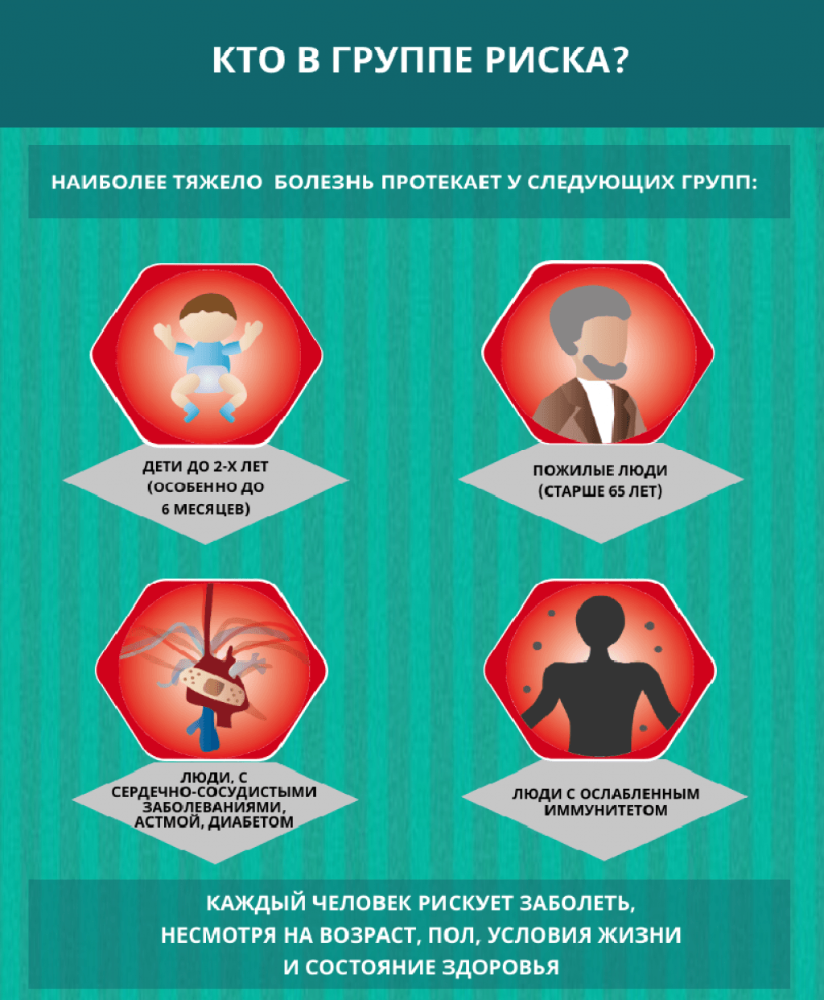 КТО В ГРУППЕ РИСКА?
НАИБОЛЕЕ ТЯЖЕЛО БОЛЕЗНЬ ПРОТЕКАЕТ У СЛЕДУЮЩИХ ГРУПП:
ДЕТИ ДО 2-Х ЛЕТ
(ОСОБЕННО ДО
6 МЕСЯЦЕВ)
ПОЖИЛЫЕ ЛЮДИ
(СТАРШЕ 65 ЛЕТ)
ЛЮДИ, С
СЕРДЕЧНО-СОСУДИСТЫМИ
ЗАБОЛЕВАНИЯМИ,
АСТМОЙ, ДИАБЕТОМ
ЛЮДИ С ОСЛАБЛЕННЫМ
ИММУНИТЕТОМ
КАЖДЫЙ ЧЕЛОВЕК РИСКУЕТ ЗАБОЛЕТЬ,
НЕСМОТРЯ НА ВОЗРАСТ, ПОЛ, УСЛОВИЯ ЖИЗНИ
И СОСТОЯНИЕ ЗДОРОВЬЯ